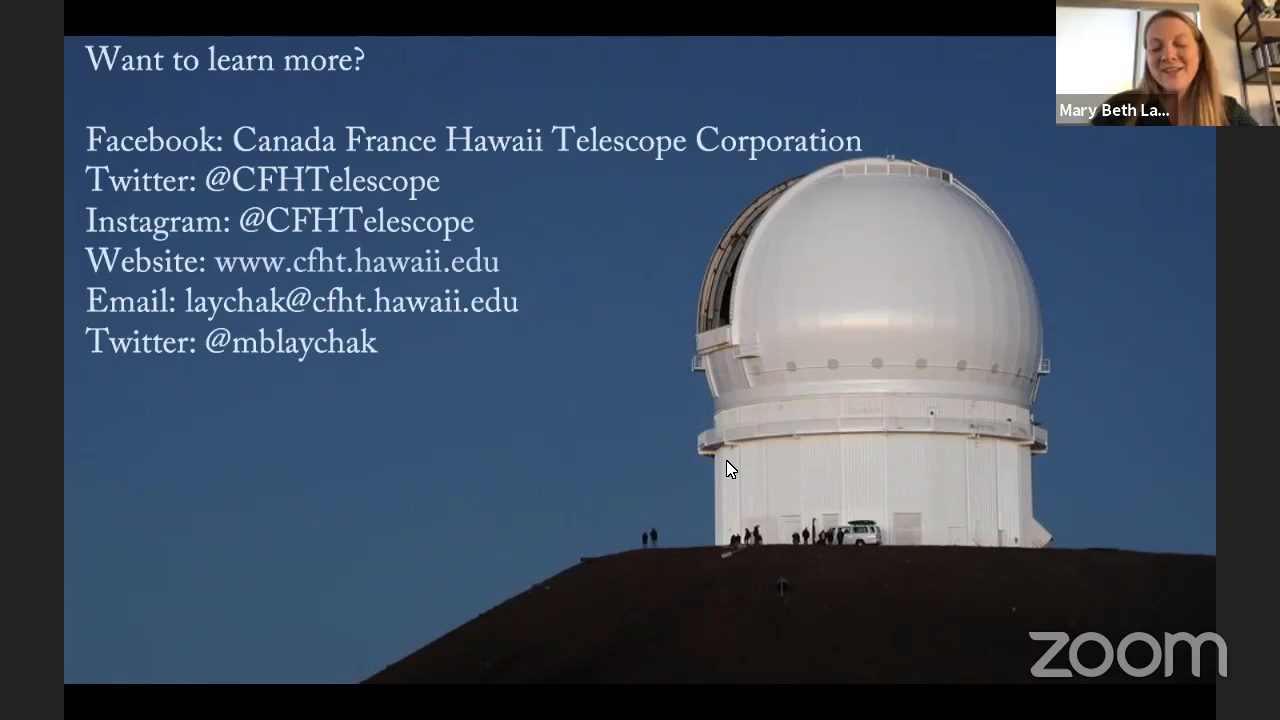 Want to learn more?
Facebook: Canada France Hawaii Telescope Corporation
Twitter: @CFHTelescope
Instagram: @CFHTelescope
Website: www.cfht.hawaii.edu
Email: laychak@cfht.hawaii.edu
Twitter: @mblaychak
Mary Beth La...
zoom